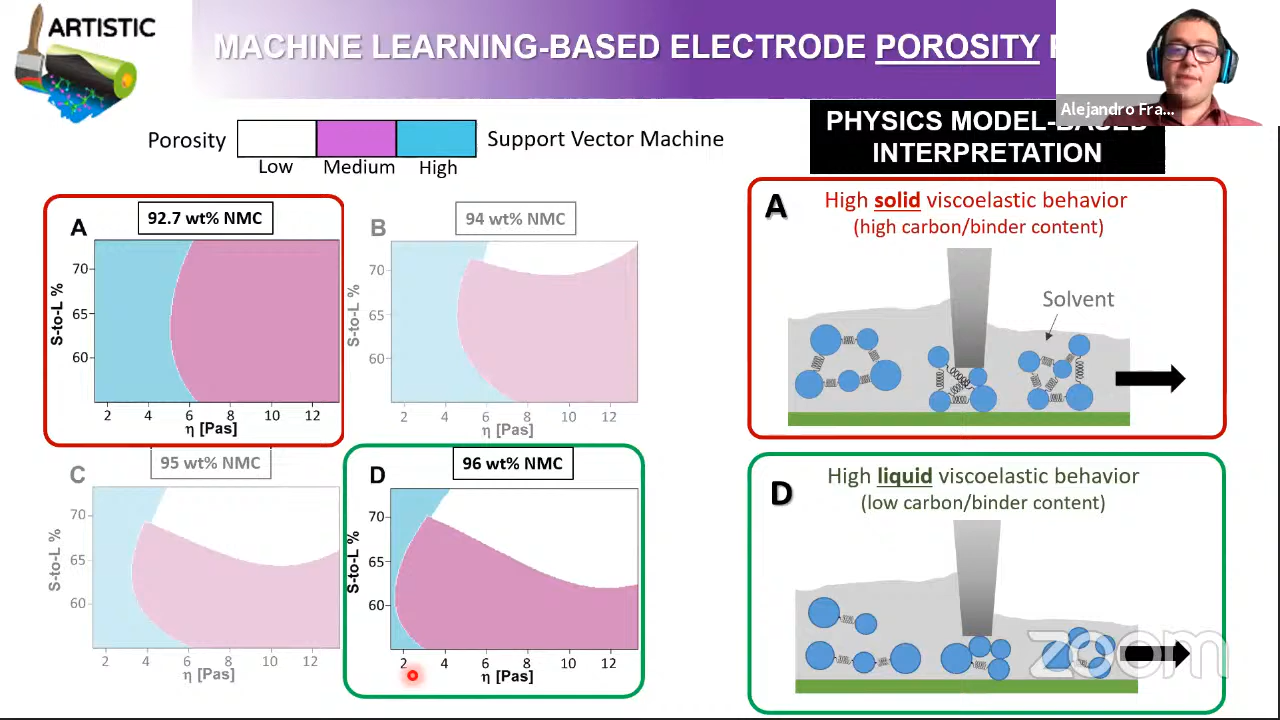 ARTISTIC
MACHINE LEARNING-BASED ELECTRODE POROSITY
Alejandro Fra...
Porosity
Low
Medium
High
Support Vector Machine
PHYSICS MODEL-BASED
INTERPRETATION
A
92.7 wt% NMC
S-to-L %
70
65
60
2 4 6 8 10 12
η [Pas]
B
94 wt% NMC
S-to-L %
70
65
60
2 4 6 8 10 12
η [Pas]
C
95 wt% NMC
S-to-L %
70
65
60
2 4 6 8 10 12
η [Pas]
D
96 wt% NMC
S-to-L %
70
65
60
2 4 6 8 10 12
η [Pas]
A
High solid viscoelastic behavior
(high carbon/binder content)
Solvent
D
High liquid viscoelastic behavior
(low carbon/binder content)
zoom